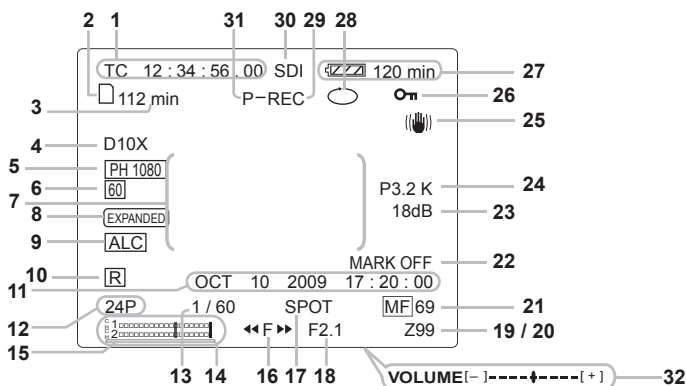 2 1 31 30 29 28
TC 12 : 34 : 56 . 00 SDI 120 min 27
3 112 min P-REC 26
25
4 D10X
5 PH 1080
6 60 P3.2 K 24
7 18dB 23
8 EXPANDED
9 ALC
MARK OFF 22
10 R
11 OCT 10 2009 17 : 20 : 00
12 24P 1 / 60 SPOT MF 69 21
CH 1
2 F F2.1 Z99 19 / 20
15 13 14 16 17 18
VOLUME [ - ] - - - - - - - - [ + ] 32